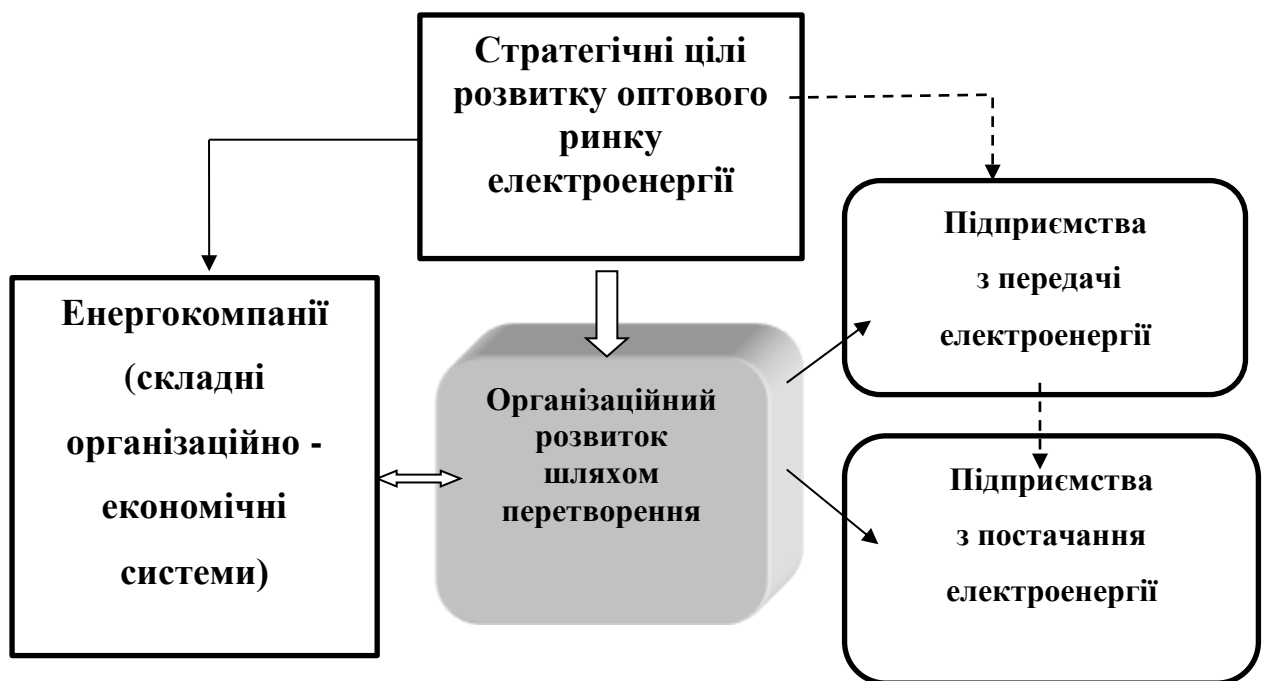 Стратегічні цілі
розвитку оптового
ринку
електроенергії
Підприємства
з передачі
електроенергії
Енергокомпанії
(складні
організаційно -
економічні
системи)
Організаційний
розвиток
шляхом
перетворення
Підприємства
з постачання
електроенергії